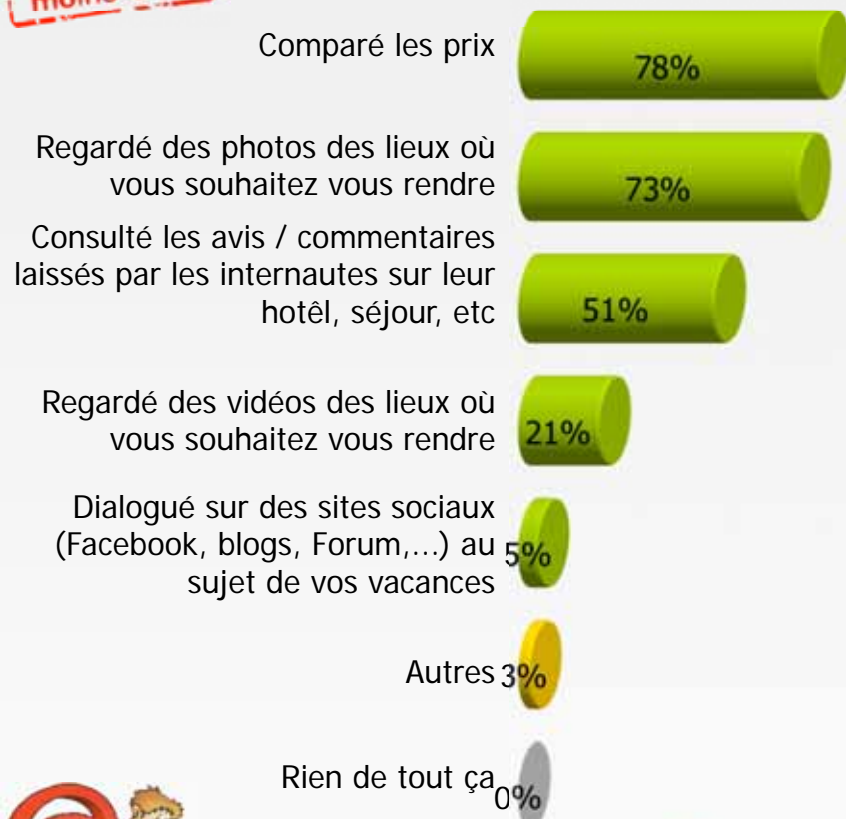 Comparé les prix
78%
Regardé des photos des lieux où
vous souhaitez vous rendre
73%
Consulté les avis / commentaires
laissés par les internautes sur leur
hotêl, séjour, etc
51%
Regardé des vidéos des lieux où
vous souhaitez vous rendre
21%
Dialogué sur des sites sociaux
(Facebook, blogs, Forum,...) au
sujet de vos vacances
5%
Autres
3%
Rien de tout ça
0%